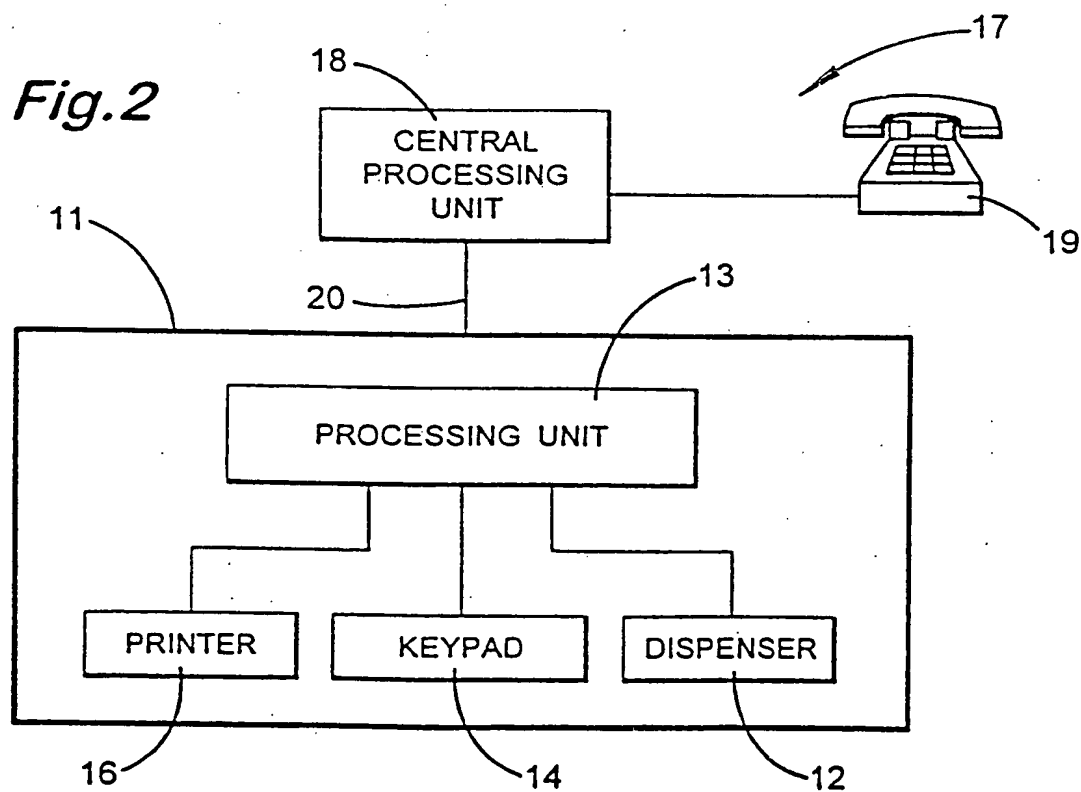 Fig.2
17
18
CENTRAL
PROCESSING
UNIT
19
11
20
13
PROCESSING UNIT
PRINTER
KEYPAD
DISPENSER
16
14
12